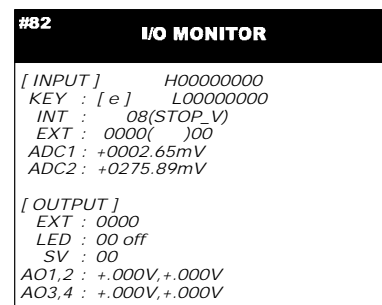 #82
I/O MONITOR
[ INPUT ] H00000000
KEY : [ e ] L00000000
INT : 08(STOP_V)
EXT : 0000( )00
ADC1 : +0002.65mV
ADC2 : +0275.89mV
[ OUTPUT ]
EXT : 0000
LED : 00 off
SV : 00
AO1,2 : +.000V,+.000V
AO3,4 : +.000V,+.000V